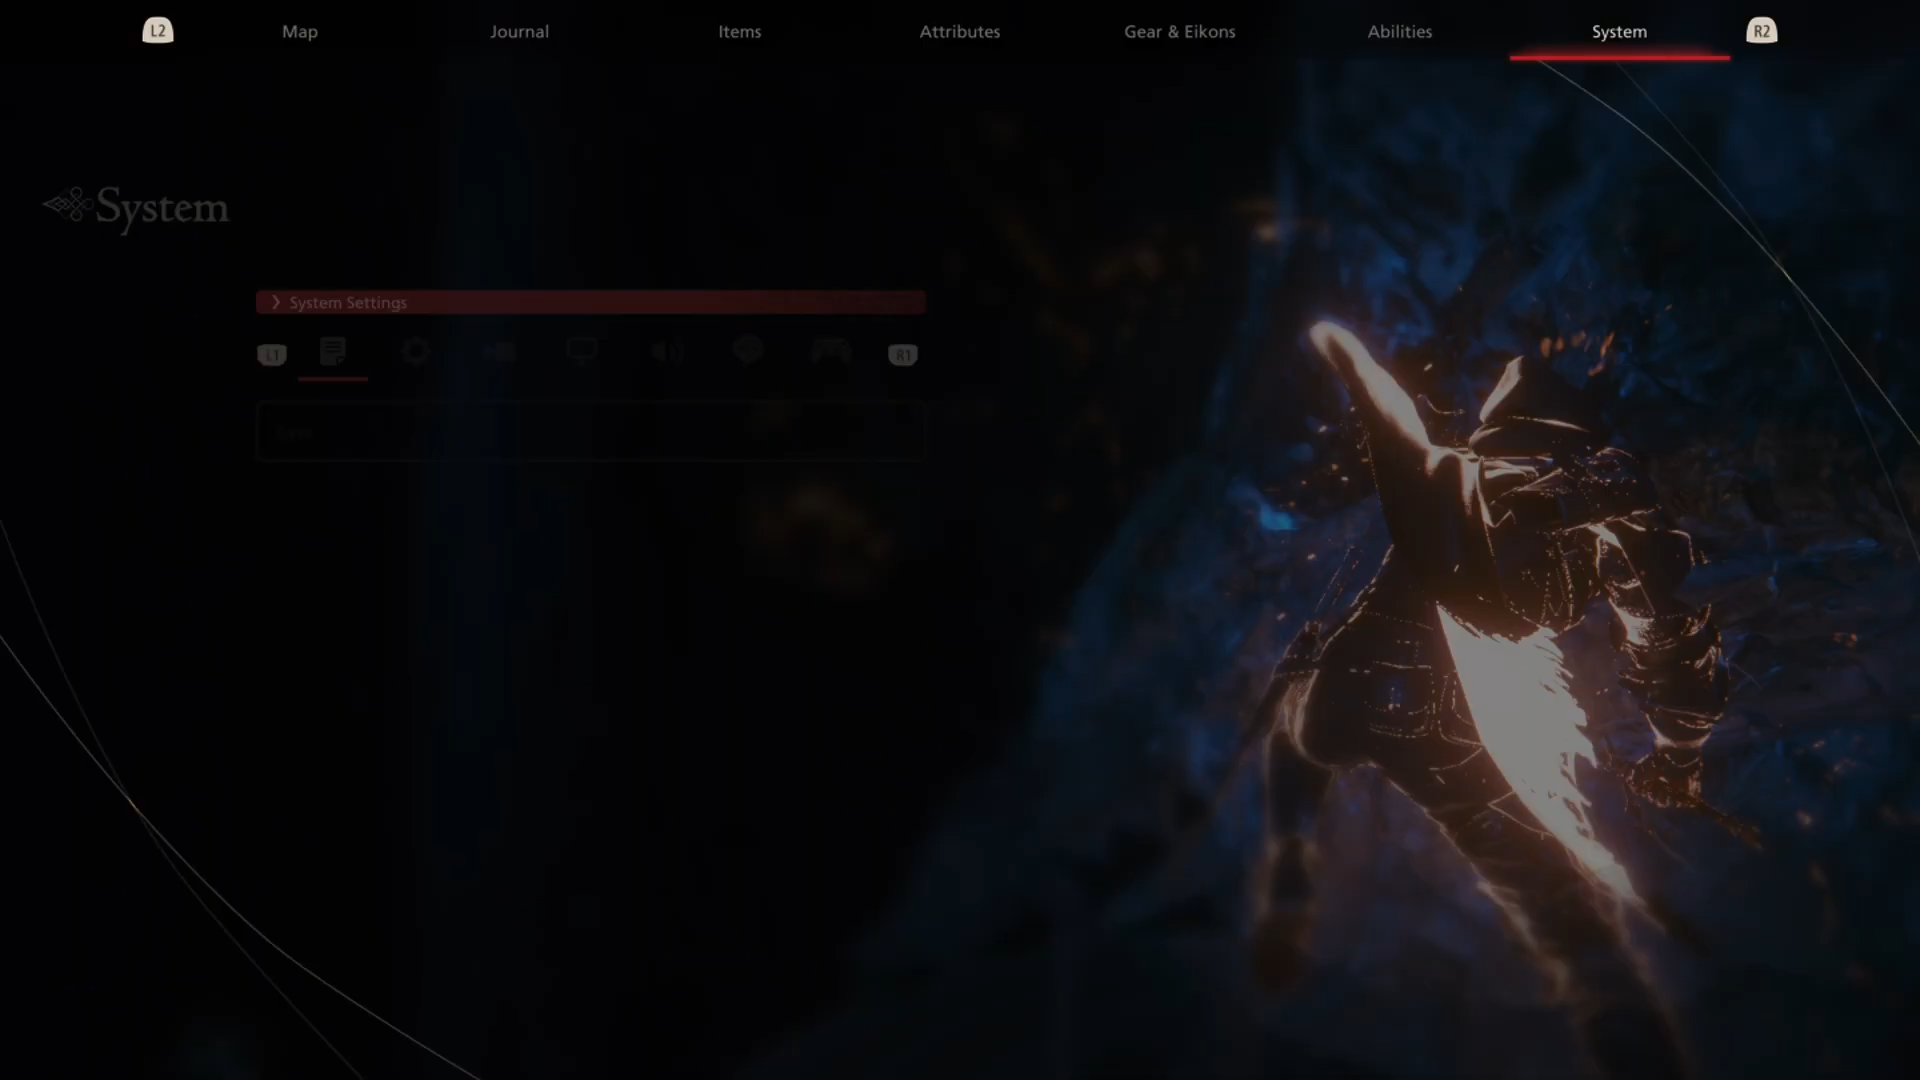 L2 Map Journal Items Attributes Gear & Eikons Abilities System R2
System
System Settings
L1 R1